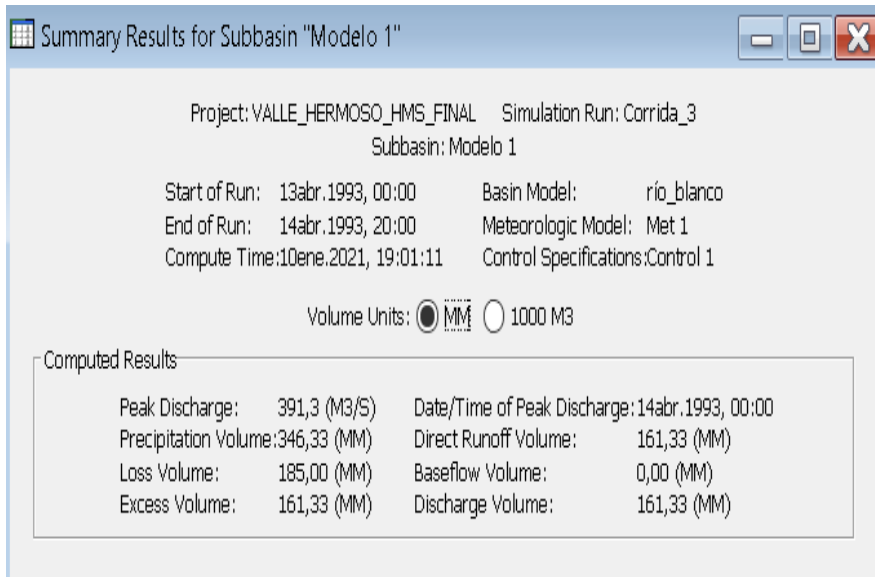 Summary Results for Subbasin "Modelo 1"
Project: VALLE_HERMOSO_HMS_FINAL Simulation Run: Corrida_3
Subbasin: Modelo 1
Start of Run: 13abr.1993, 00:00 Basin Model: río_blanco
End of Run: 14abr.1993, 20:00 Meteorologic Model: Met 1
Compute Time:10ene.2021, 19:01:11 Control Specifications:Control 1
Volume Units: MM 1000 M3
Computed Results
Peak Discharge: 391,3 (M3/S) Date/Time of Peak Discharge:14abr.1993, 00:00
Precipitation Volume:346,33 (MM) Direct Runoff Volume: 161,33 (MM)
Loss Volume: 185,00 (MM) Baseflow Volume: 0,00 (MM)
Excess Volume: 161,33 (MM) Discharge Volume: 161,33 (MM)